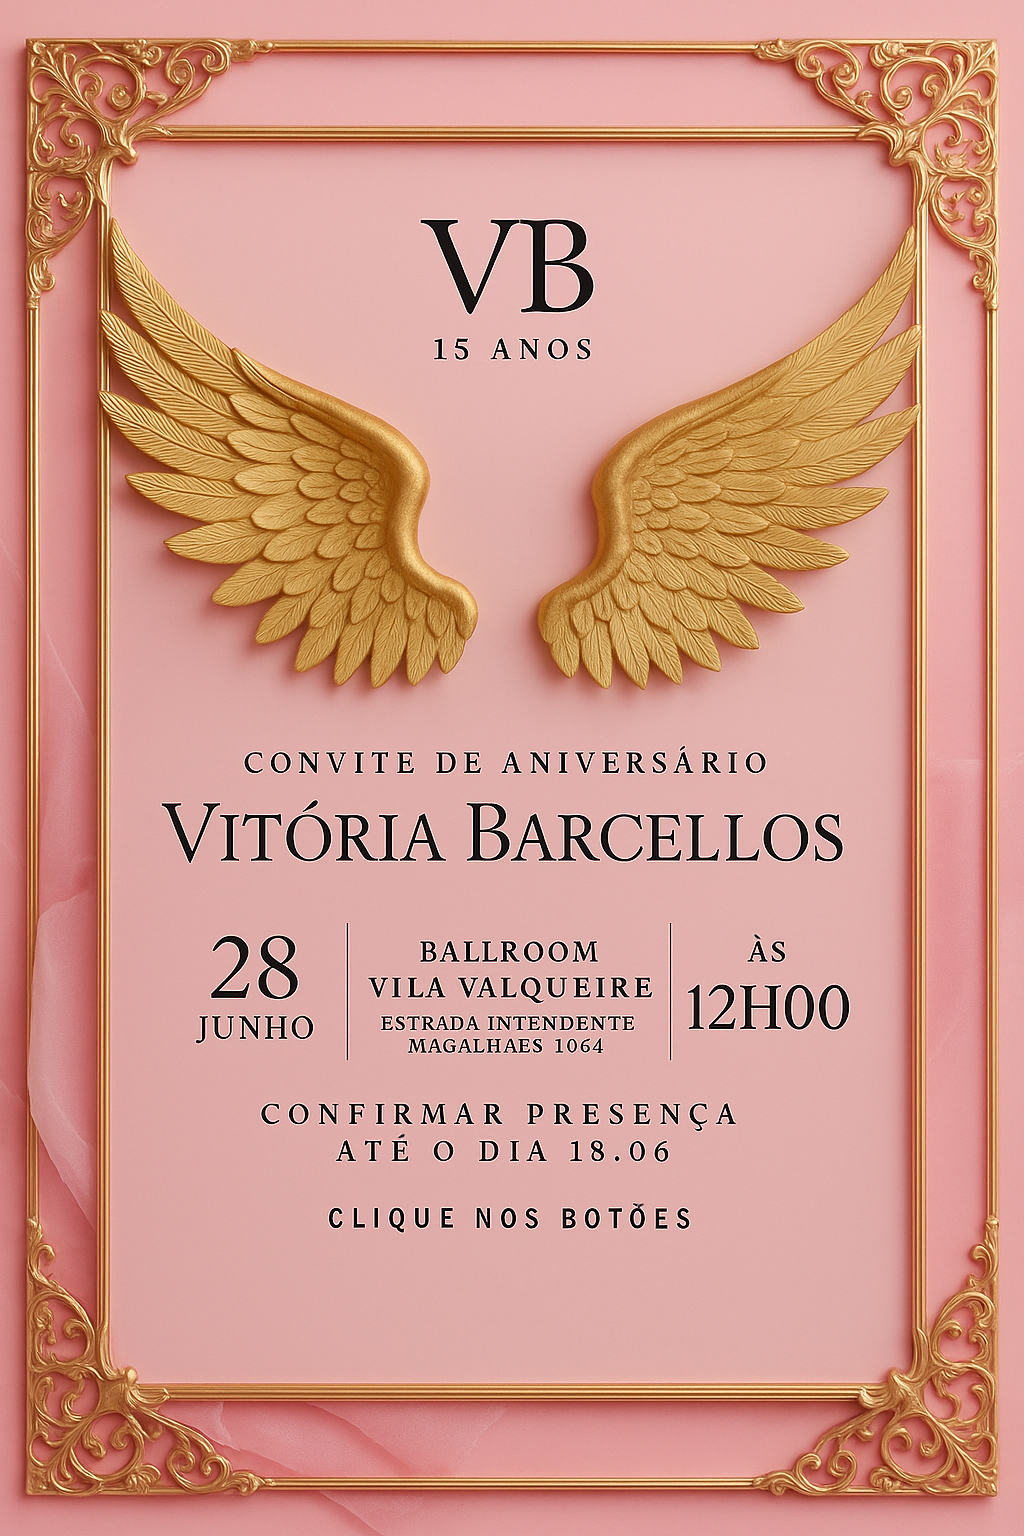 VB
15 ANOS
CONVITE DE ANIVERSÁRIO
VITÓRIA BARCELLOS
28
JUNHO
BALLROOM
VILA VALQUEIRE
ESTRADA INTENDENTE
MAGALHAES 1064
ÀS
12H00
CONFIRMAR PRESENÇA
ATÉ O DIA 18.06
CLIQUE NOS BOTÕES